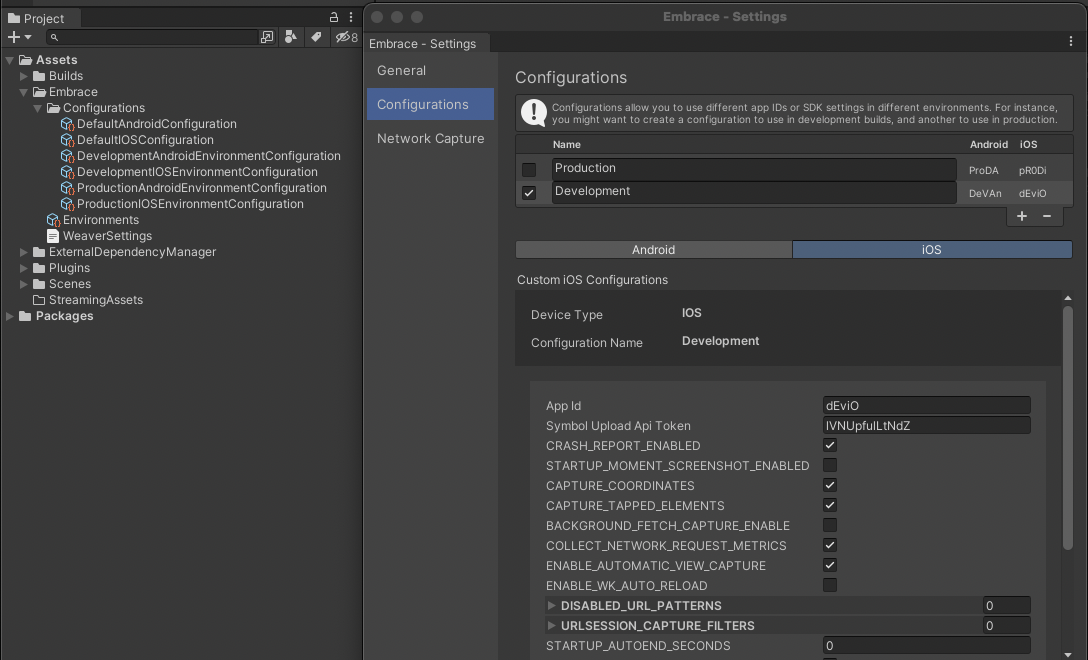 Project
8
Assets
Builds
Embrace
Configurations
DefaultAndroidConfiguration
DefaultIOSConfiguration
DevelopmentAndroidEnvironmentConfiguration
DevelopmentIOSEnvironmentConfiguration
ProductionAndroidEnvironmentConfiguration
ProductionIOSEnvironmentConfiguration
Environments
WeaverSettings
ExternalDependencyManager
Plugins
Scenes
StreamingAssets
Packages
Embrace - Settings
Embrace - Settings
General
Configurations
Network Capture
Configurations
Configurations allow you to use different app IDs or SDK settings in different environments. For instance,
you might want to create a configuration to use in development builds, and another to use in production.
Name Android iOS
Production ProDA pR0Di
Development DeVAn dEviO
Android iOS
Custom iOS Configurations
Device Type IOS
Configuration Name Development
App Id dEviO
Symbol Upload Api Token IVNUpfuILtNdZ
CRASH_REPORT_ENABLED
STARTUP_MOMENT_SCREENSHOT_ENABLED
CAPTURE_COORDINATES
CAPTURE_TAPPED_ELEMENTS
BACKGROUND_FETCH_CAPTURE_ENABLE
COLLECT_NETWORK_REQUEST_METRICS
ENABLE_AUTOMATIC_VIEW_CAPTURE
ENABLE_WK_AUTO_RELOAD
DISABLED_URL_PATTERNS 0
URLSESSION_CAPTURE_FILTERS 0
STARTUP_AUTOEND_SECONDS 0